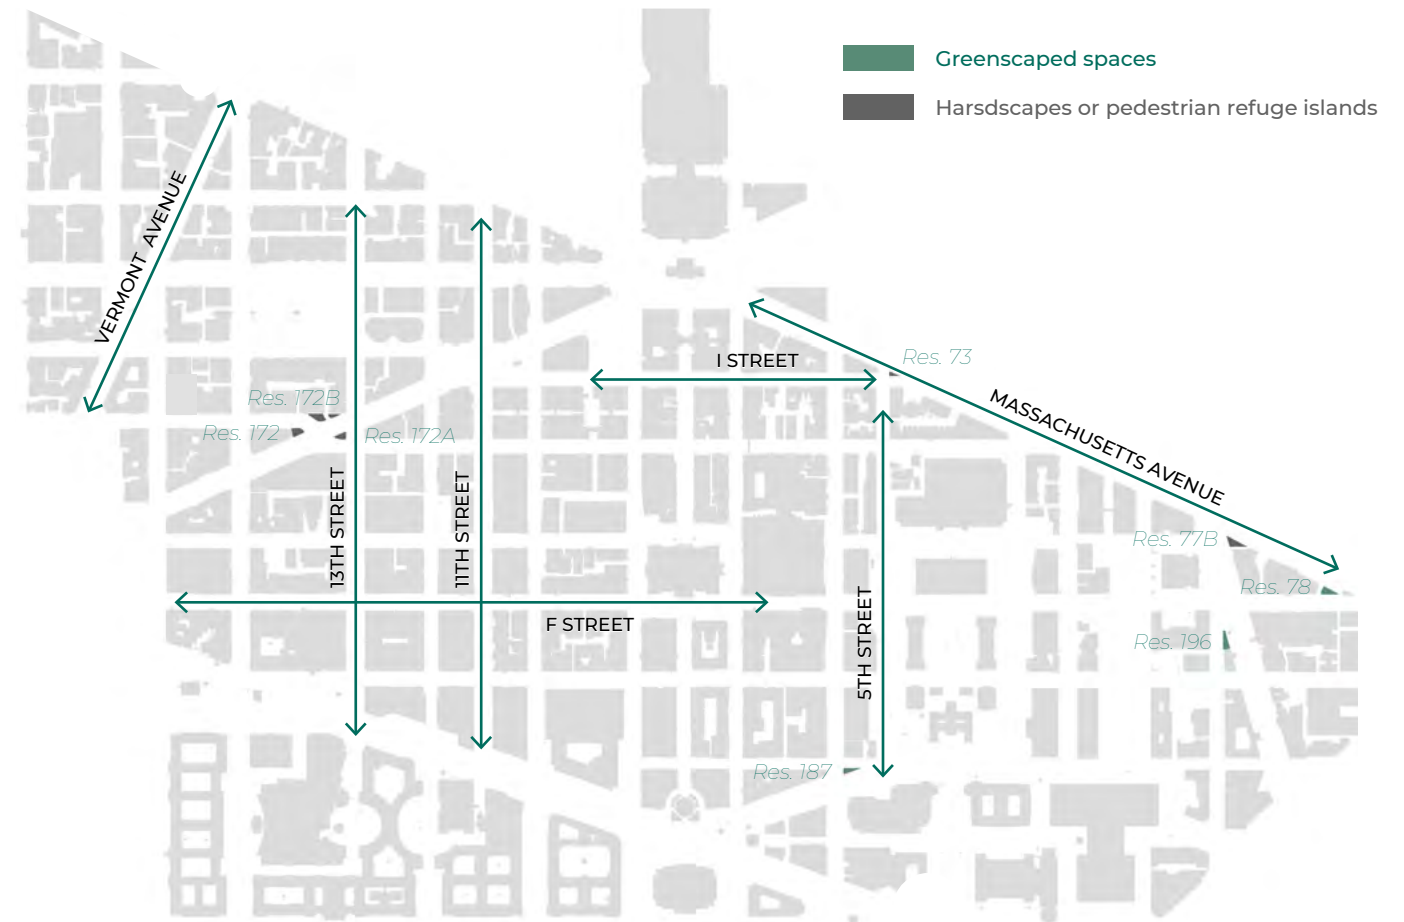 Greenscaped spaces
Harsdscapes or pedestrian refuge islands
VERMONT AVENUE
I STREET
Res. 73
MASSACHUSETTS AVENUE
Res. 172B
Res. 172
Res. 172A
13TH STREET
11TH STREET
Res. 77B
Res. 78
F STREET
5TH STREET
Res. 196
Res. 187